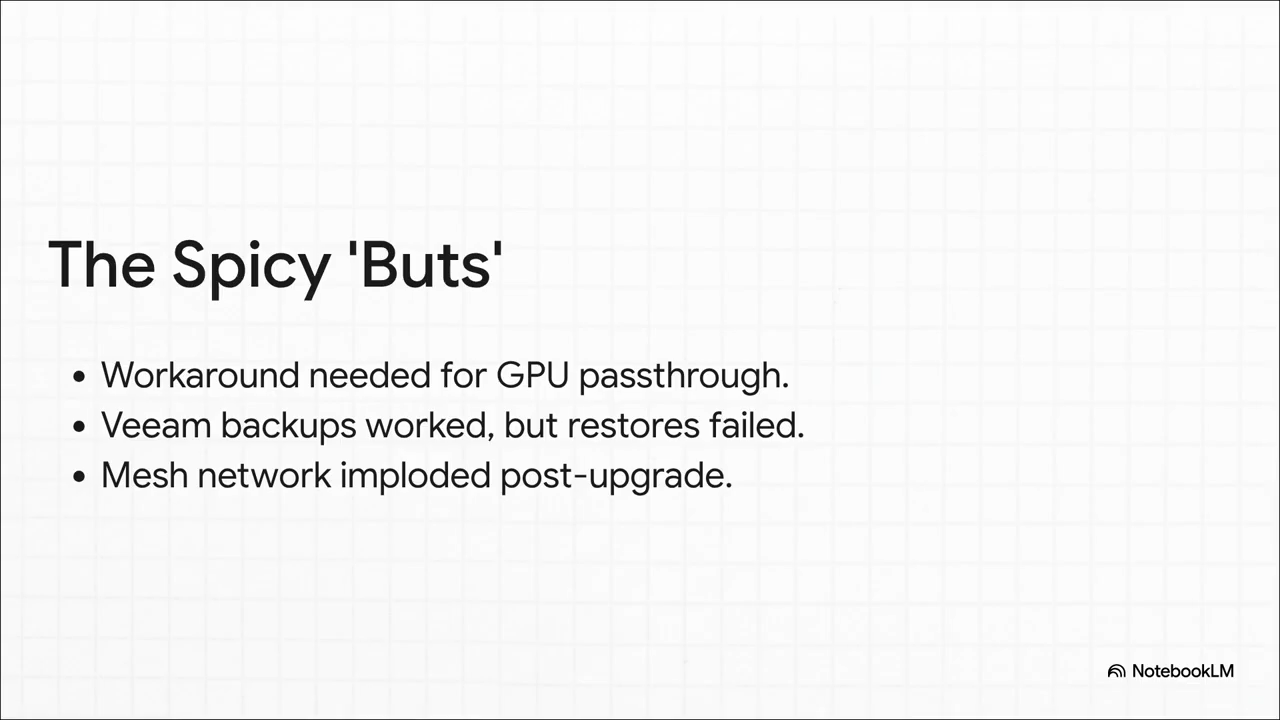 The Spicy 'Buts'
• Workaround needed for GPU passthrough.
• Veeam backups worked, but restores failed.
• Mesh network imploded post-upgrade.
NotebookLM